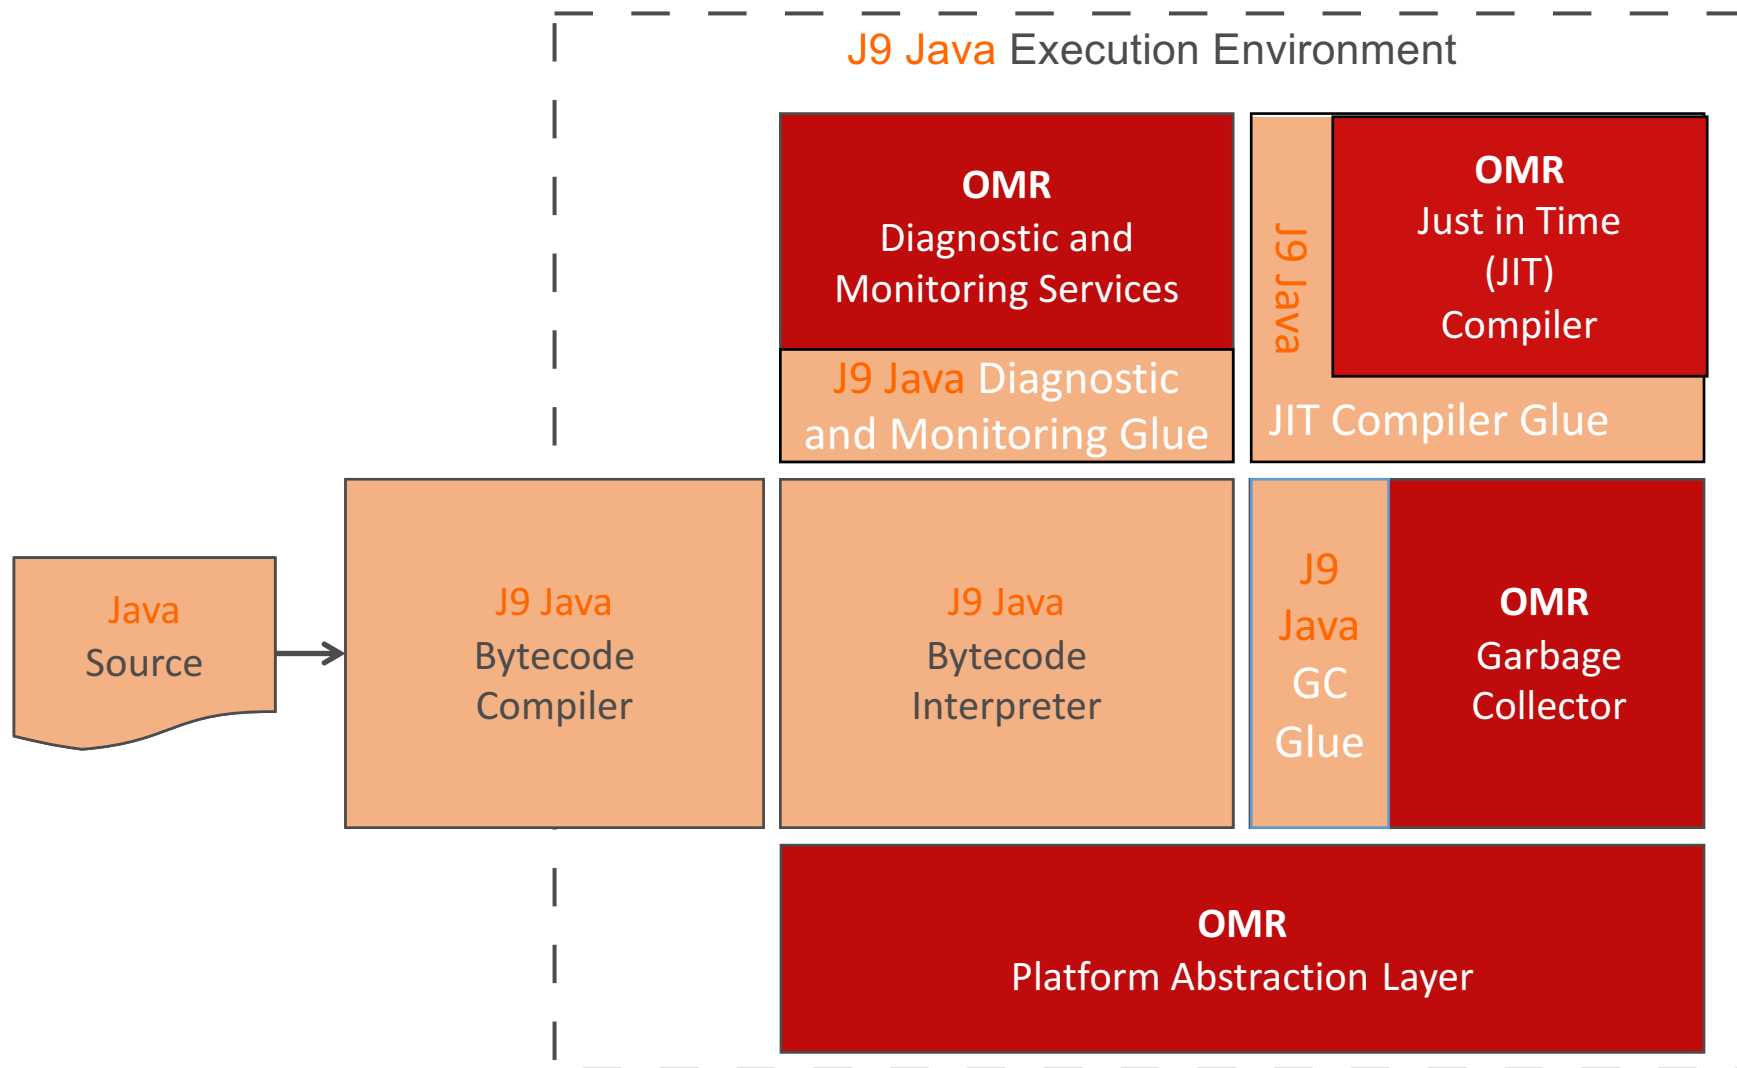 J9 Java Execution Environment
OMR
Diagnostic and
Monitoring Services
J9 Java Diagnostic
and Monitoring Glue
OMR
Just in Time
(JIT)
Compiler
J9 Java
JIT Compiler Glue
Java
Source
J9 Java
Bytecode
Compiler
J9 Java
Bytecode
Interpreter
J9
Java
GC
Glue
OMR
Garbage
Collector
OMR
Platform Abstraction Layer